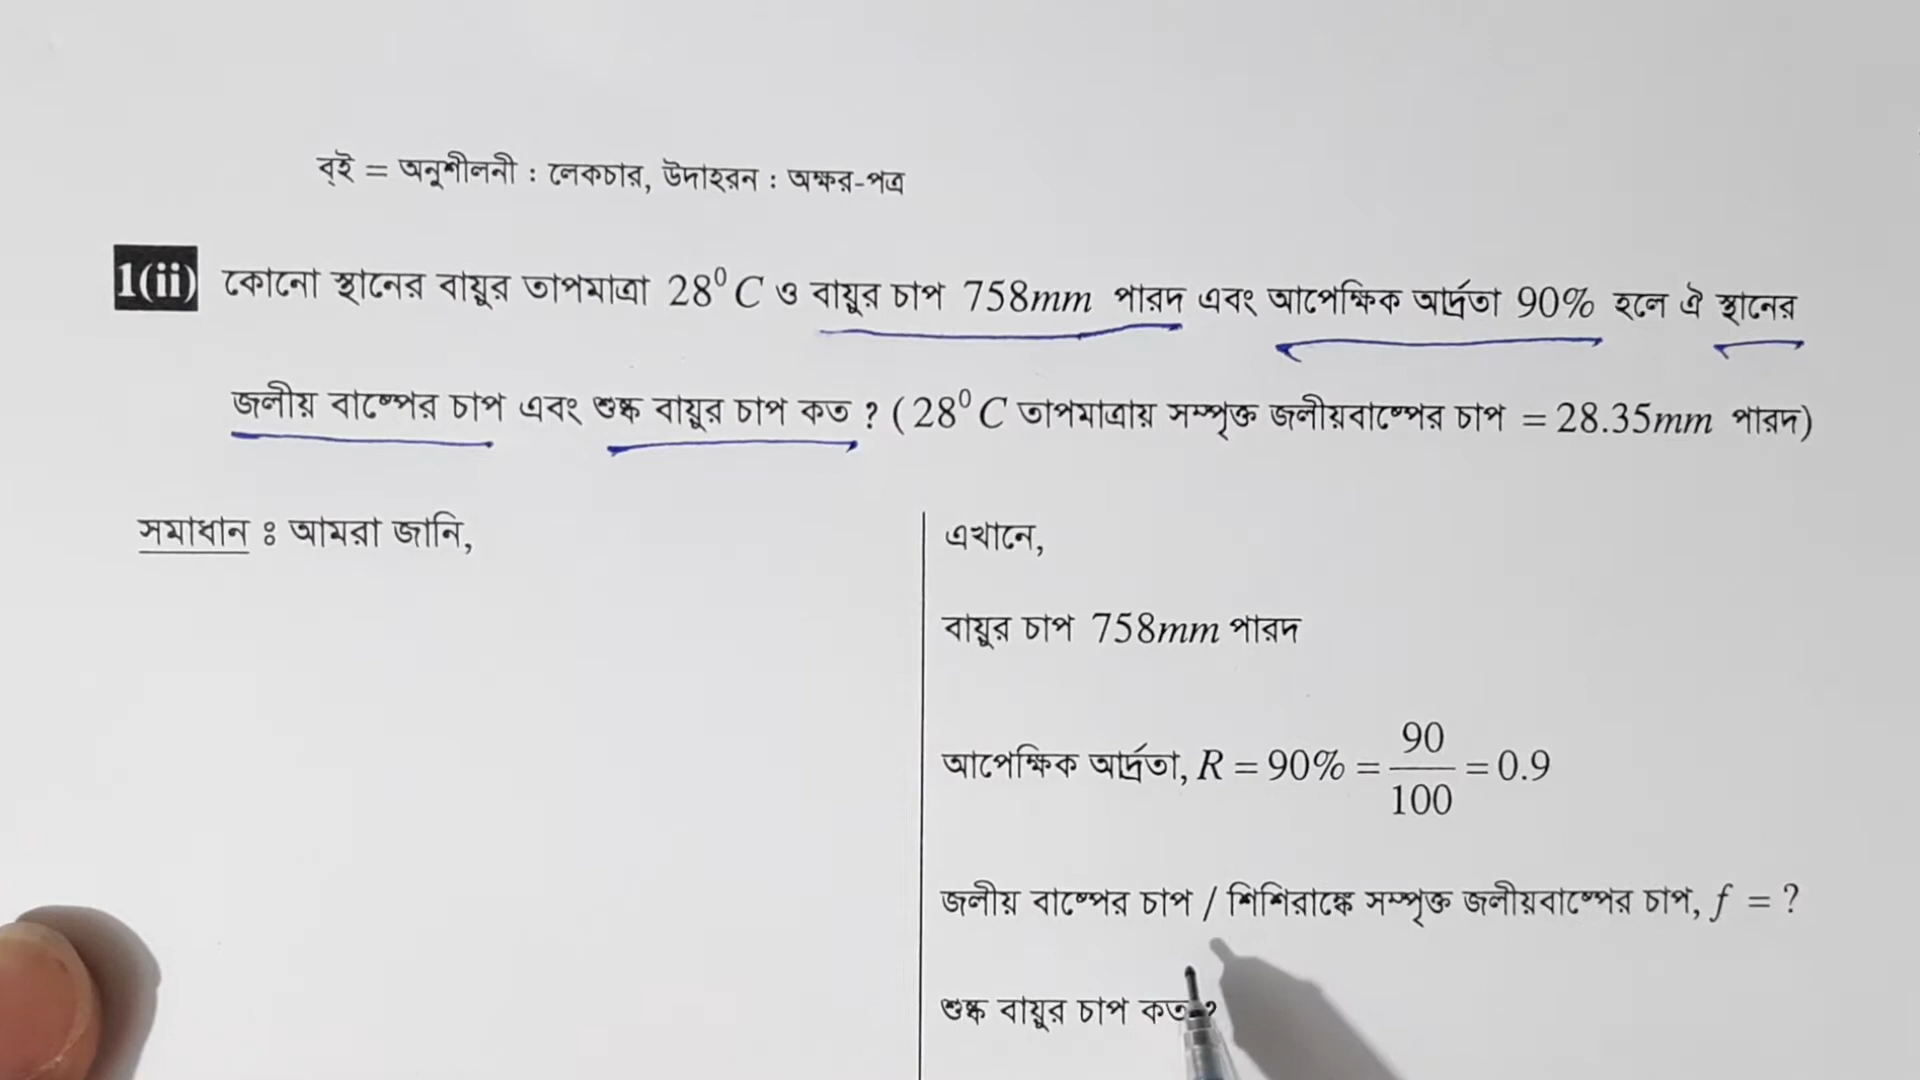 বই = অনুশীলনী : লেকচার, উদাহরন : অক্ষর-পত্র
1(ii) কোনো স্থানের বায়ুর তাপমাত্রা 28⁰C ও বায়ুর চাপ 758mm পারদ এবং আপেক্ষিক আর্দ্রতা 90% হলে ঐ স্থানের
জলীয় বাষ্পের চাপ এবং শুষ্ক বায়ুর চাপ কত ? (28⁰C তাপমাত্রায় সম্পৃক্ত জলীয়বাষ্পের চাপ = 28.35mm পারদ)
সমাধান ঃ আমরা জানি,
এখানে,
বায়ুর চাপ 758mm পারদ
আপেক্ষিক আর্দ্রতা, R = 90% = 90/100 = 0.9
জলীয় বাষ্পের চাপ / শিশিরাঙ্কে সম্পৃক্ত জলীয়বাষ্পের চাপ, f = ?
শুষ্ক বায়ুর চাপ কত ?